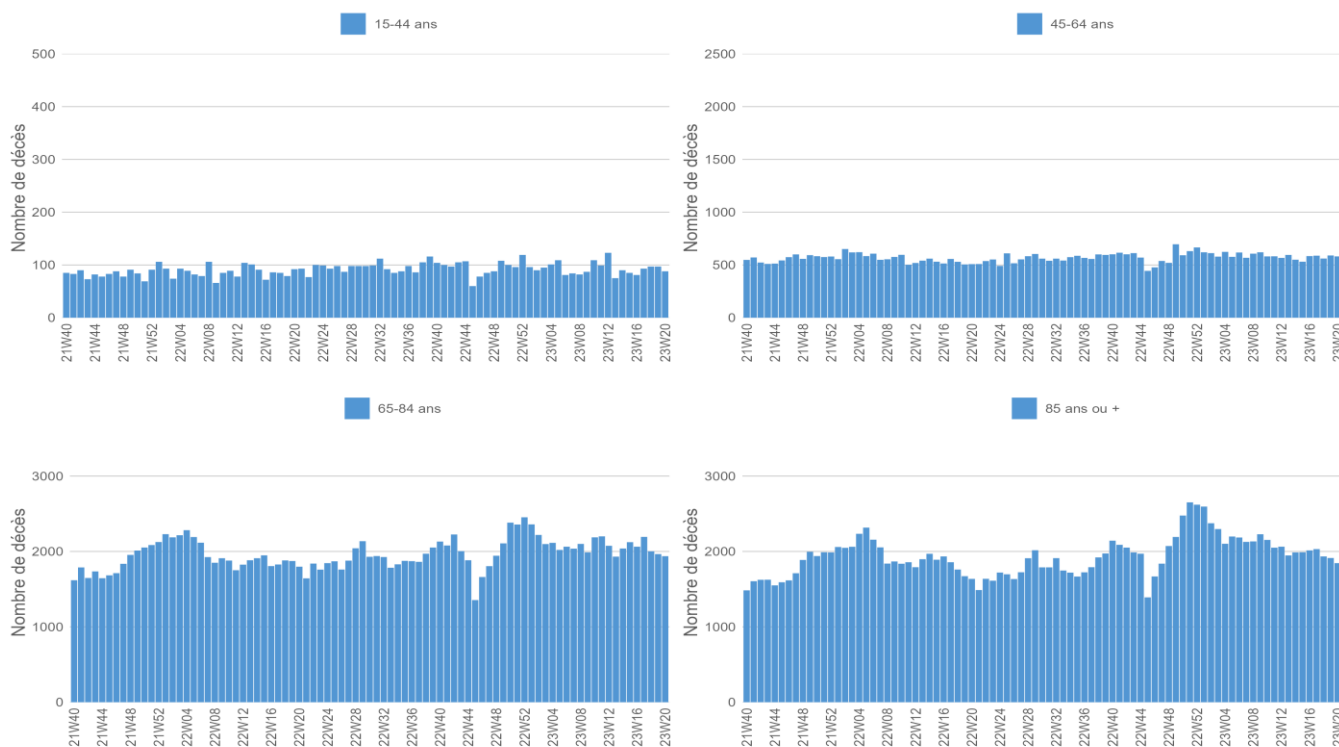 15-44 ans
500
400
300
200
100
0
Nombre de décès
21W40 21W44 21W48 21W52 22W04 22W08 22W12 22W16 22W20 22W24 22W28 22W32 22W36 22W40 22W44 22W48 22W52 23W04 23W08 23W12 23W16 23W20
45-64 ans
2500
2000
1500
1000
500
0
Nombre de décès
21W40 21W44 21W48 21W52 22W04 22W08 22W12 22W16 22W20 22W24 22W28 22W32 22W36 22W40 22W44 22W48 22W52 23W04 23W08 23W12 23W16 23W20
65-84 ans
3000
2000
1000
0
Nombre de décès
21W40 21W44 21W48 21W52 22W04 22W08 22W12 22W16 22W20 22W24 22W28 22W32 22W36 22W40 22W44 22W48 22W52 23W04 23W08 23W12 23W16 23W20
85 ans ou +
3000
2000
1000
0
Nombre de décès
21W40 21W44 21W48 21W52 22W04 22W08 22W12 22W16 22W20 22W24 22W28 22W32 22W36 22W40 22W44 22W48 22W52 23W04 23W08 23W12 23W16 23W20